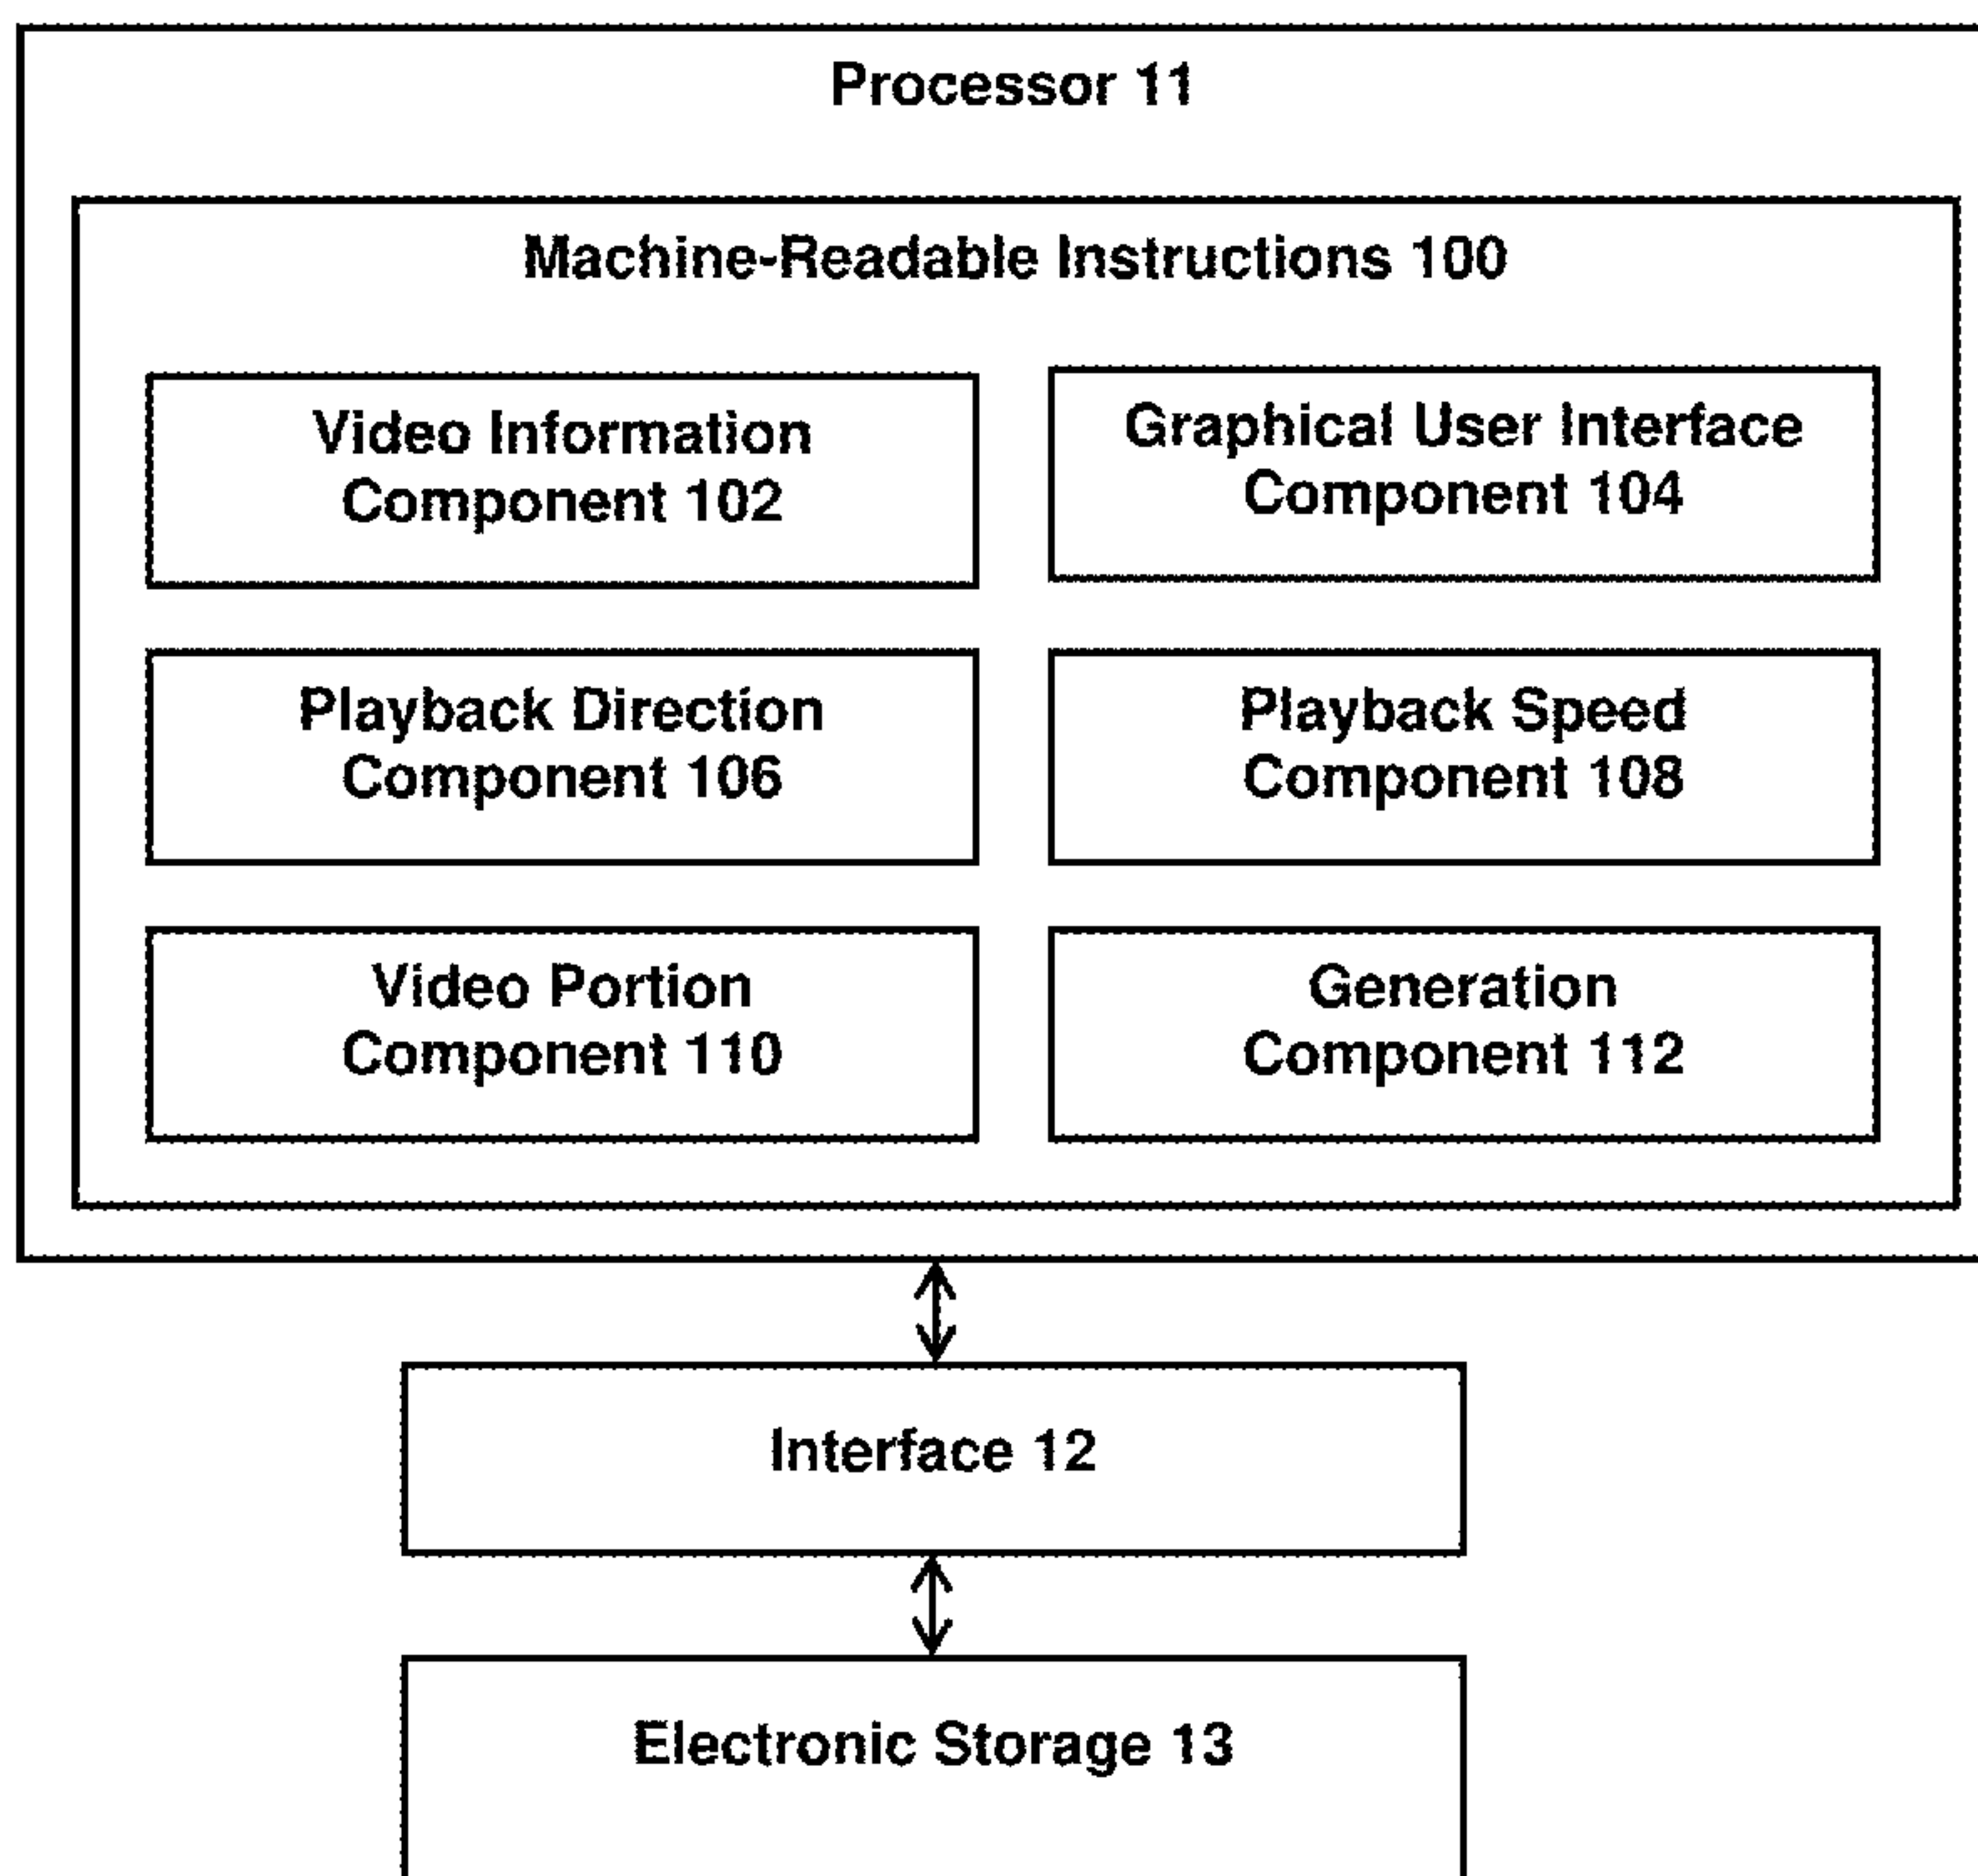 Processor 11
Machine-Readable Instructions 100
Video Information
Component 102
Graphical User Interface
Component 104
Playback Direction
Component 106
Playback Speed
Component 108
Video Portion
Component 110
Generation
Component 112
Interface 12
Electronic Storage 13